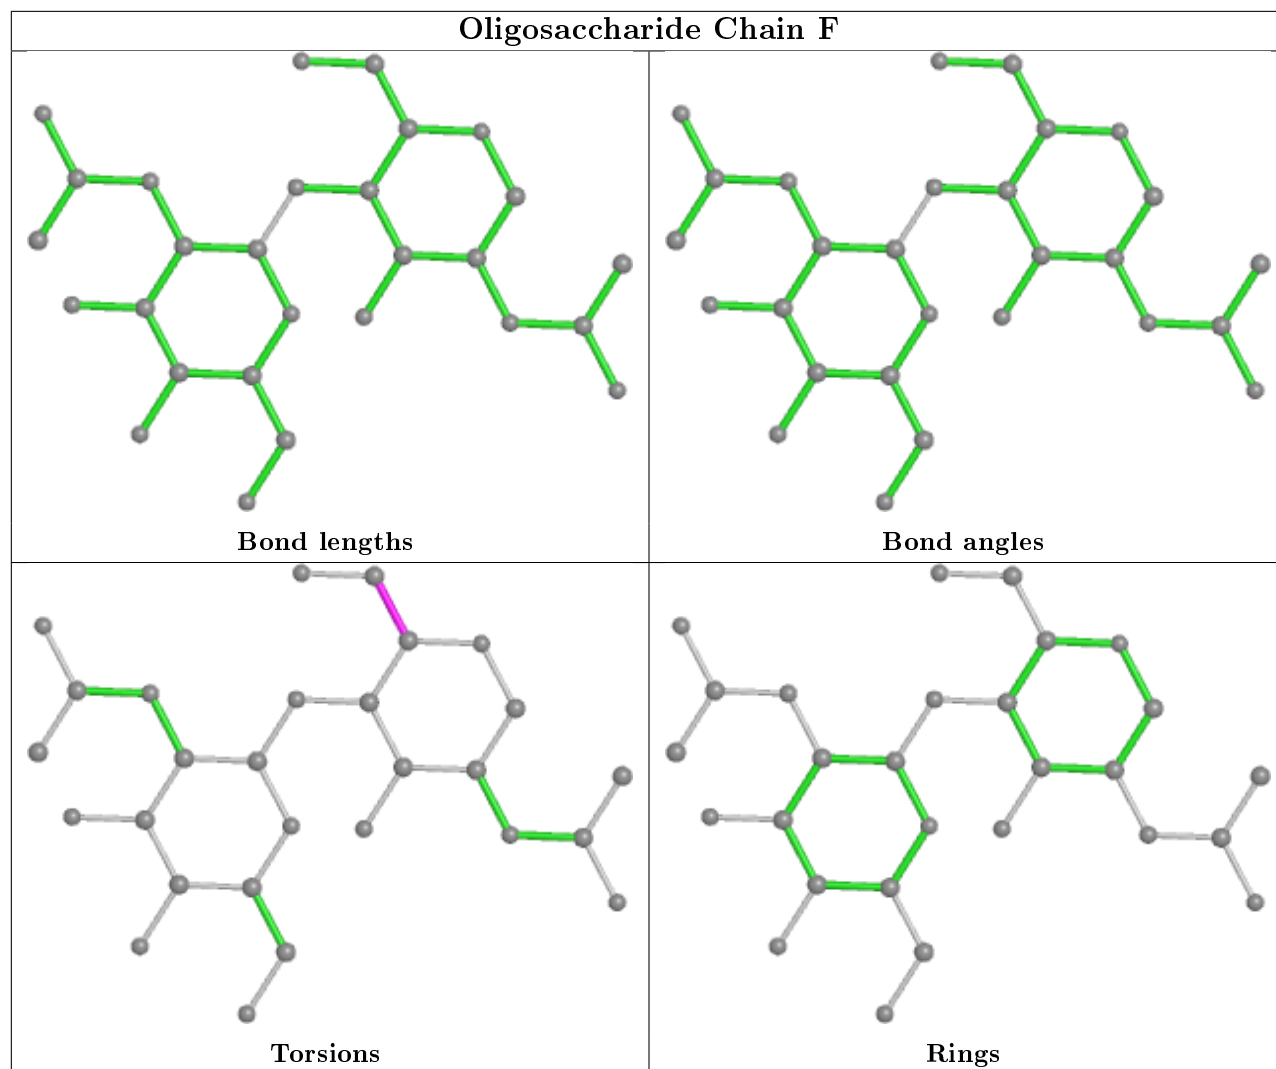 Oligosaccharide Chain F
Bond lengths
Bond angles
Torsions
Rings